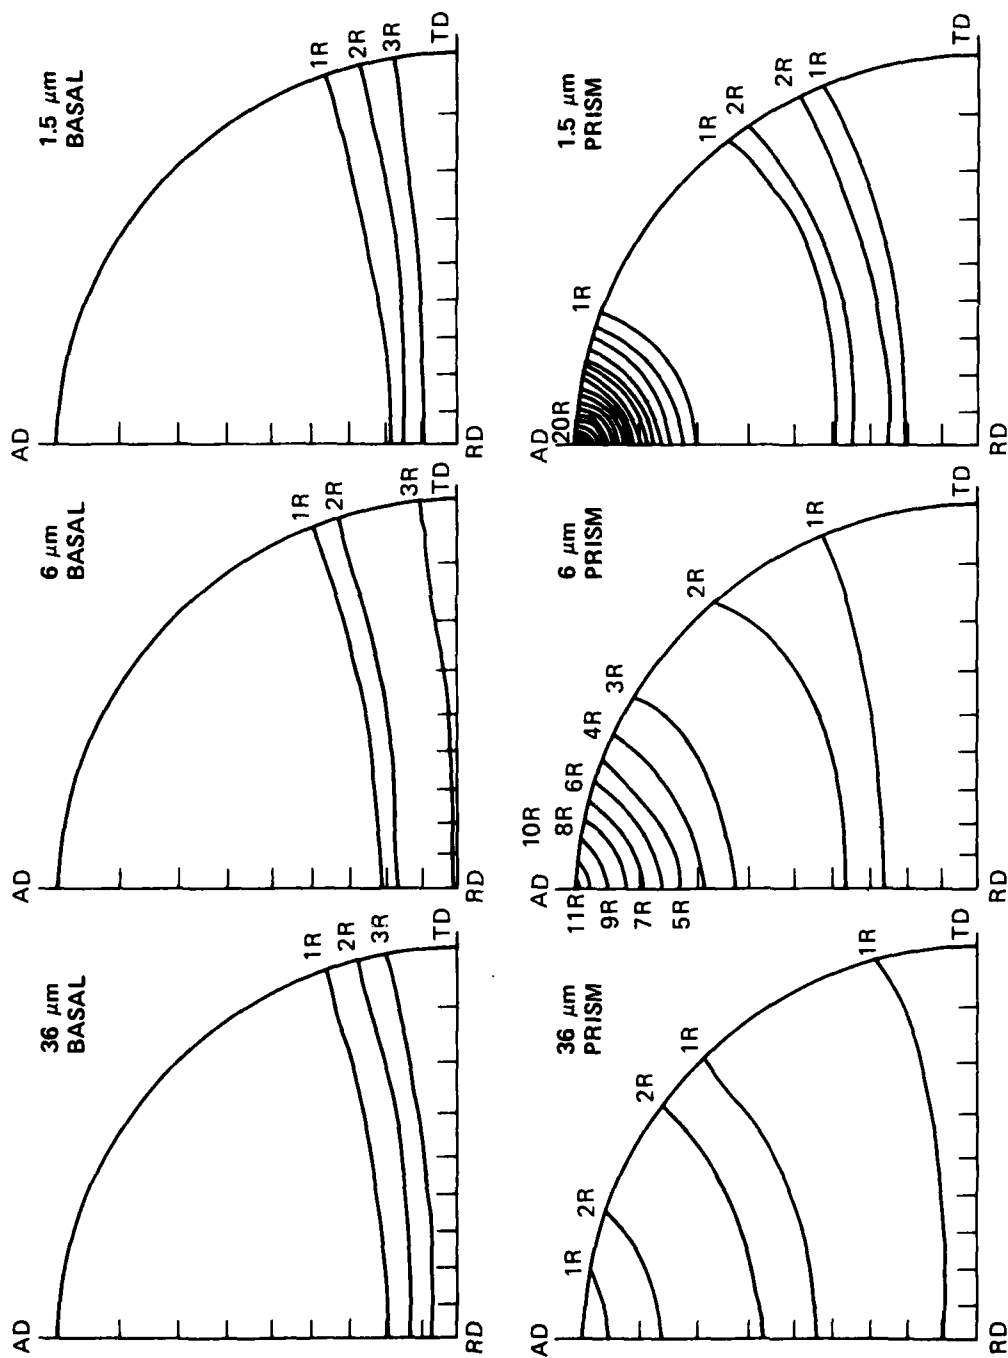 36 μm
BASAL
AD
1R
2R
3R
TD
RD
6 μm
BASAL
AD
1R
2R
3R
TD
RD
1.5 μm
BASAL
AD
1R
2R
3R
TD
RD
36 μm
PRISM
AD
1R
2R
2R
1R
1R
TD
RD
6 μm
PRISM
AD
10R
8R
6R
4R
3R
2R
1R
11R
9R
7R
5R
TD
RD
1.5 μm
PRISM
AD
20R
1R
1R
2R
2R
1R
TD
RD